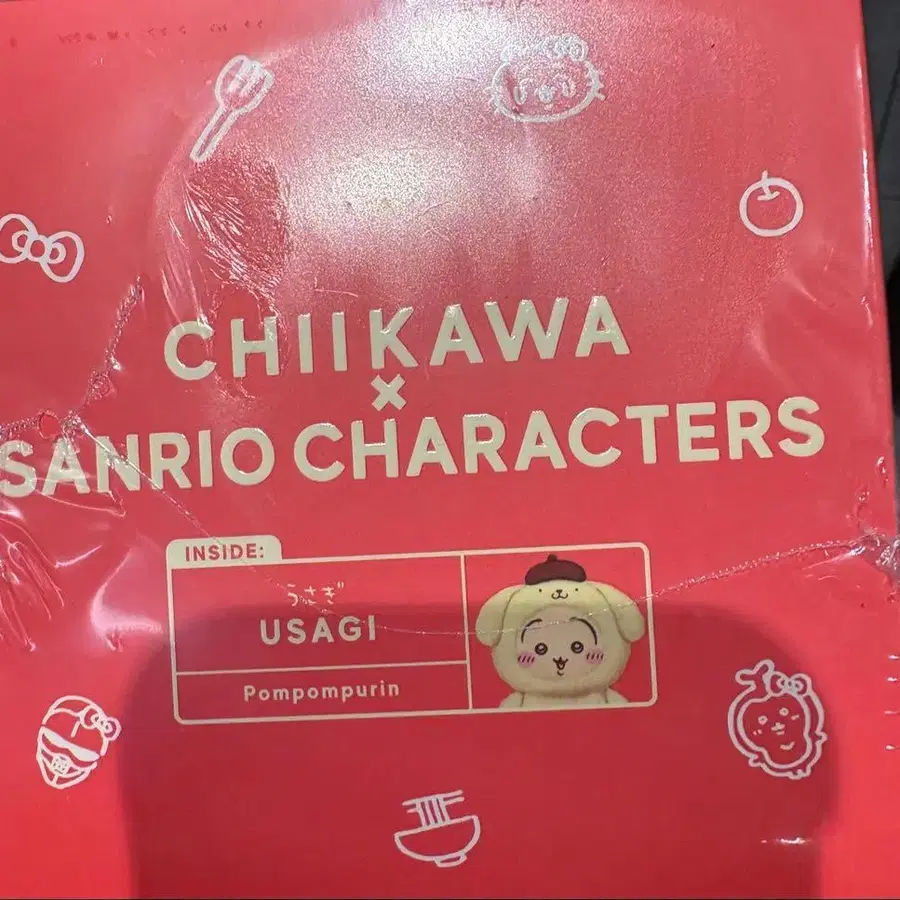 CHIIKAWA
×
SANRIO CHARACTERS
INSIDE:
うさぎ
USAGI
Pompompurin